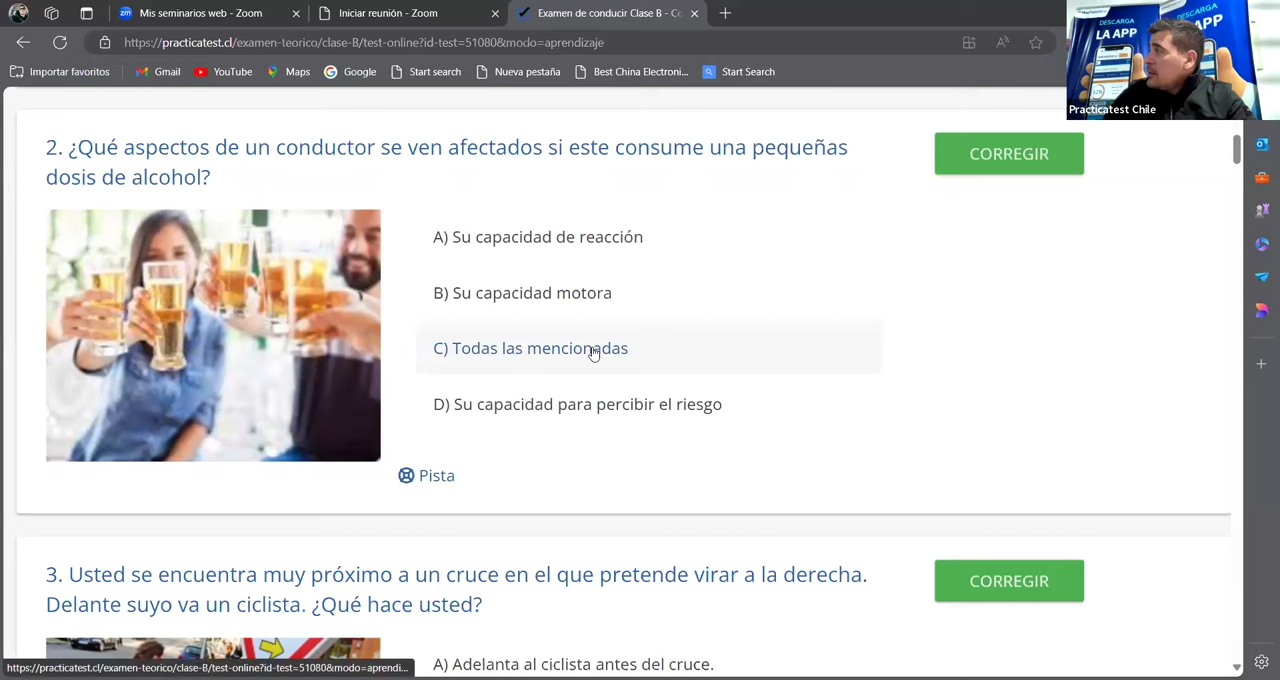 Mis seminarios web - Zoom
Iniciar reunión - Zoom
Examen de conducir Clase B - Co
https://practicatest.cl/examen-teorico/clase-B/test-online?id-test=51080&modo=aprendizaje
Importar favoritos
Gmail
YouTube
Maps
Google
Start search
Nueva pestaña
Best China Electroni...
Start Search
DESCARGA
LA APP
DESCARGA
APP
Practicatest Chile
2. ¿Qué aspectos de un conductor se ven afectados si este consume una pequeñas
dosis de alcohol?
CORREGIR
A) Su capacidad de reacción
B) Su capacidad motora
C) Todas las mencionadas
D) Su capacidad para percibir el riesgo
Pista
3. Usted se encuentra muy próximo a un cruce en el que pretende virar a la derecha.
Delante suyo va un ciclista. ¿Qué hace usted?
CORREGIR
A) Adelanta al ciclista antes del cruce.
https://practicatest.cl/examen-teorico/clase-B/test-online?id-test=51080&modo=aprendi...